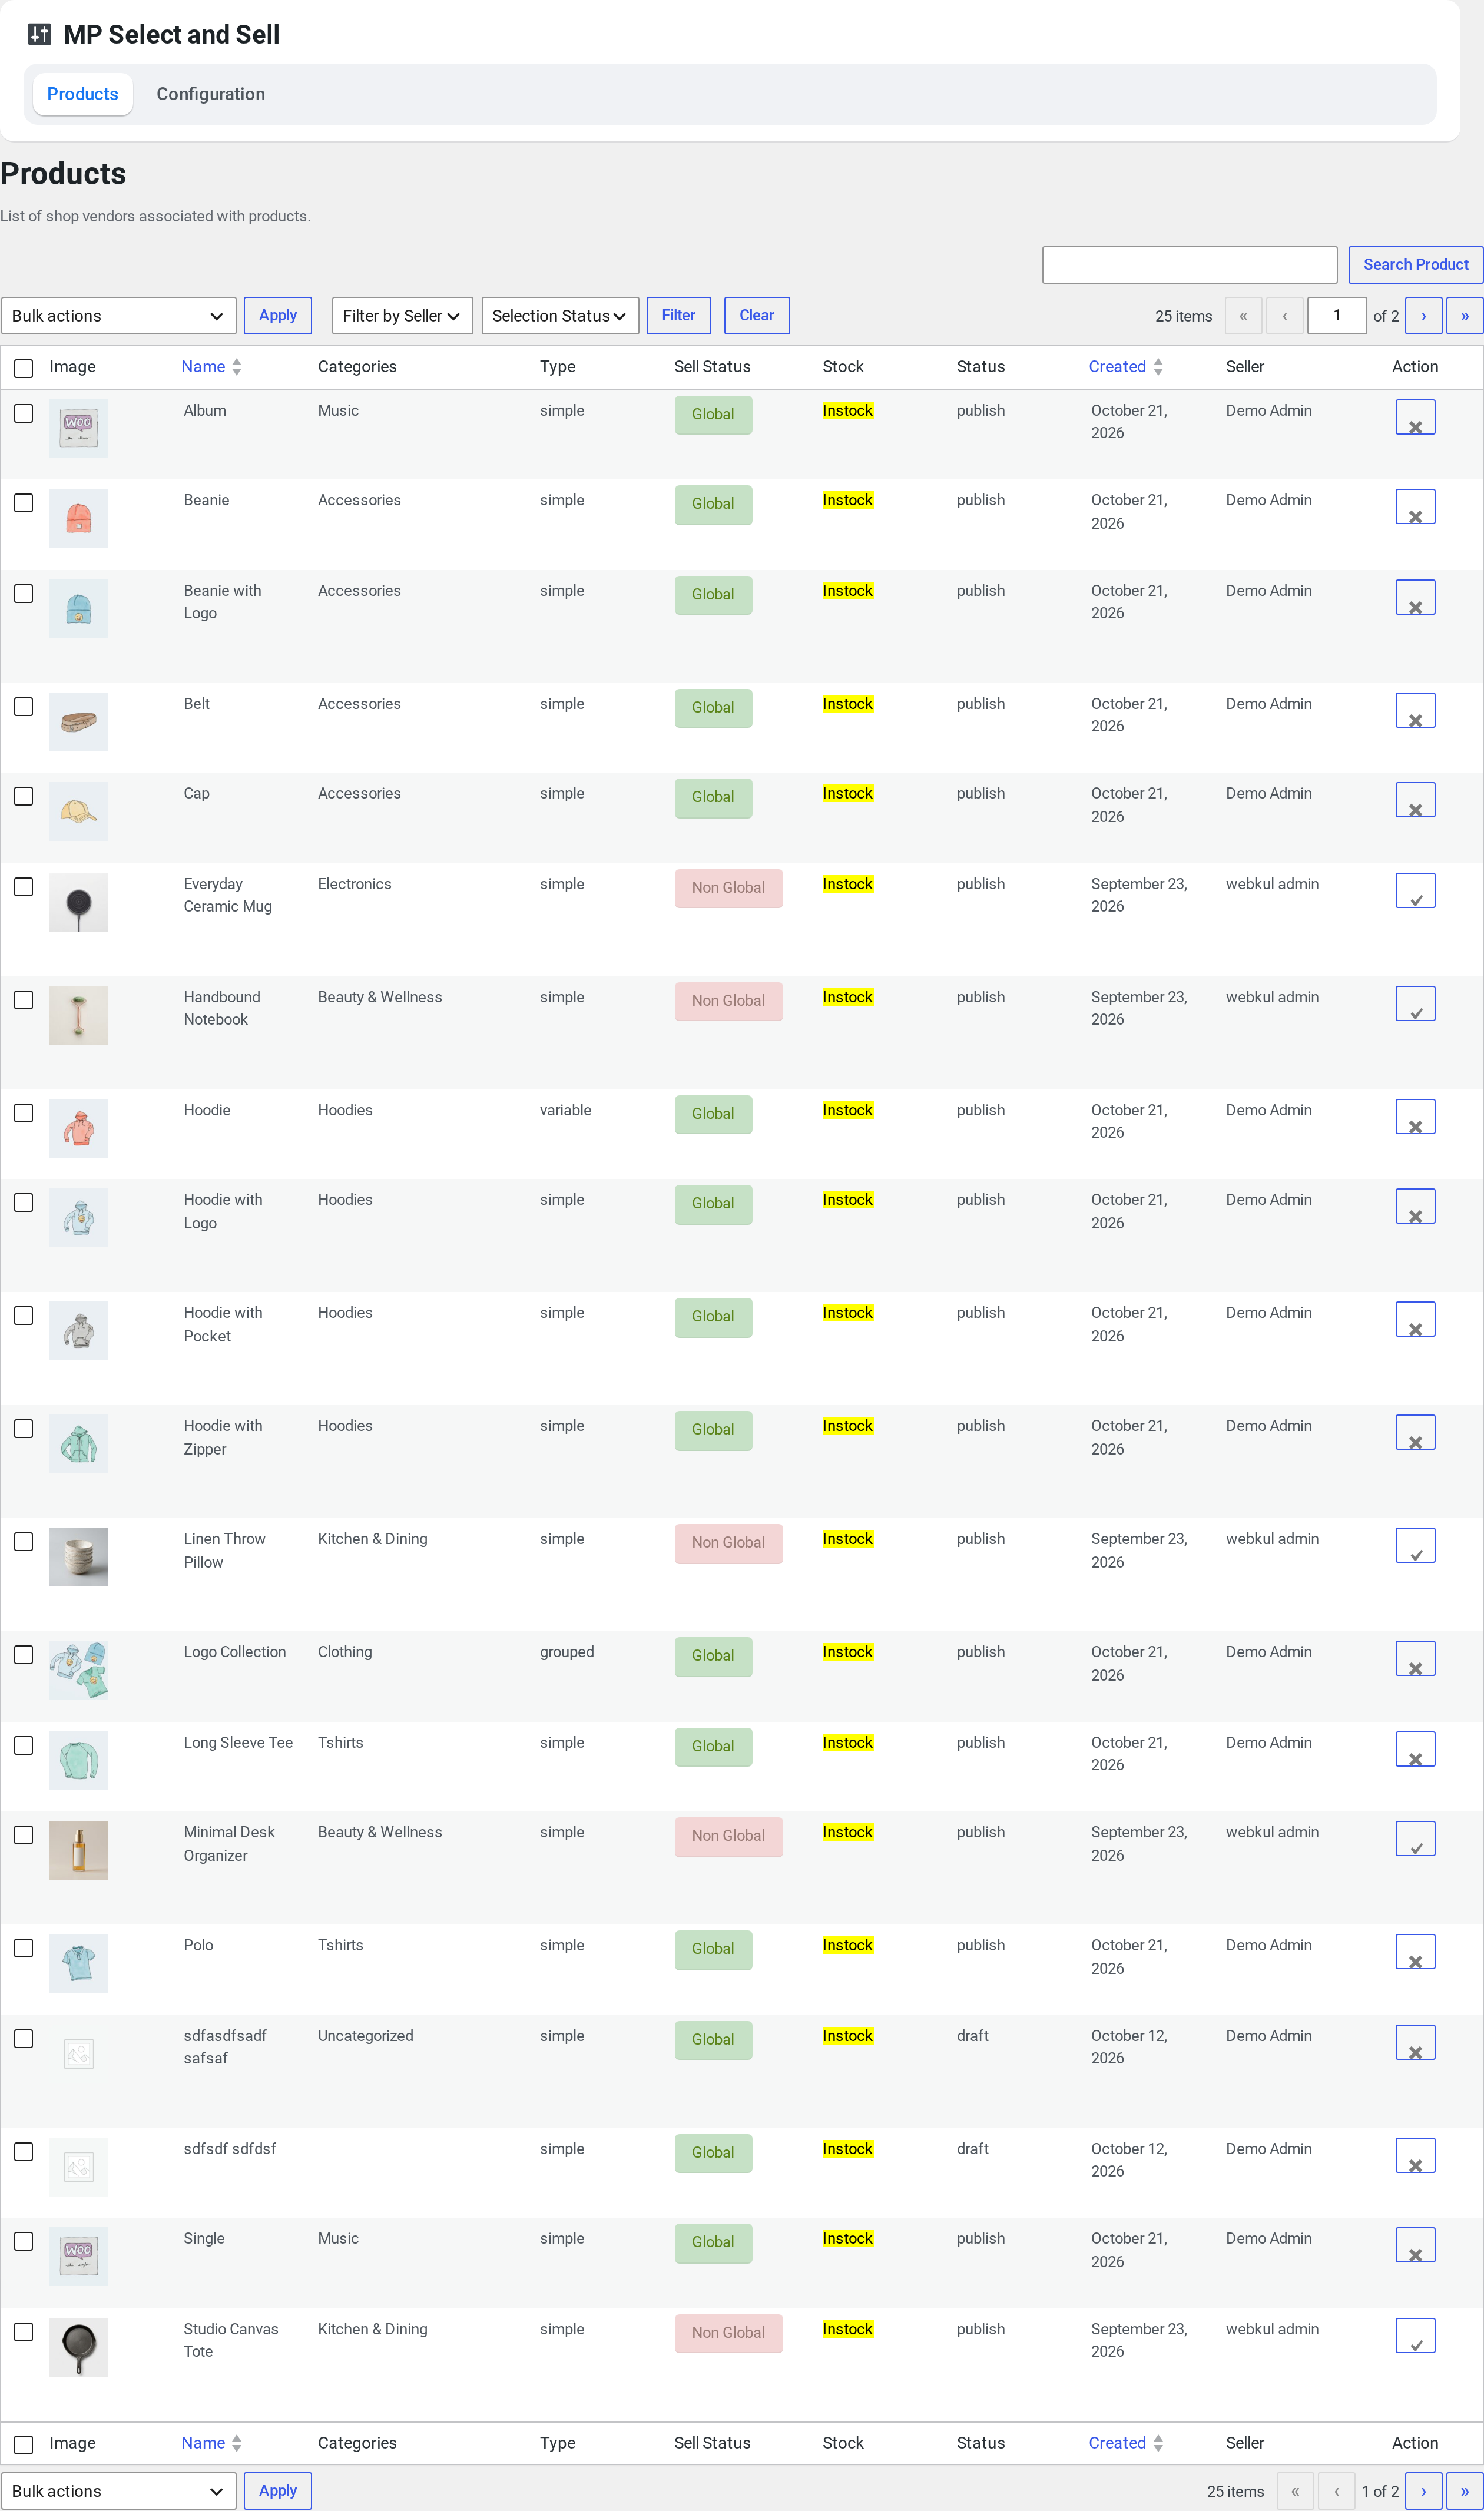 MP Select and Sell
Products Configuration
Products
List of shop vendors associated with products.
Search Product
Bulk actions Apply Filter by Seller Selection Status Filter Clear 25 items « ‹ 1 of 2 › »
Image Name Categories Type Sell Status Stock Status Created Seller Action
Album Music simple Global Instock publish October 21, Demo Admin
2026
Beanie Accessories simple Global Instock publish October 21, Demo Admin
2026
Beanie with Accessories simple Global Instock publish October 21, Demo Admin
Logo 2026
Belt Accessories simple Global Instock publish October 21, Demo Admin
2026
Cap Accessories simple Global Instock publish October 21, Demo Admin
2026
Everyday Electronics simple Non Global Instock publish September 23, webkul admin
Ceramic Mug 2026
Handbound Beauty & Wellness simple Non Global Instock publish September 23, webkul admin
Notebook 2026
Hoodie Hoodies variable Global Instock publish October 21, Demo Admin
2026
Hoodie with Hoodies simple Global Instock publish October 21, Demo Admin
Logo 2026
Hoodie with Hoodies simple Global Instock publish October 21, Demo Admin
Pocket 2026
Hoodie with Hoodies simple Global Instock publish October 21, Demo Admin
Zipper 2026
Linen Throw Kitchen & Dining simple Non Global Instock publish September 23, webkul admin
Pillow 2026
Logo Collection Clothing grouped Global Instock publish October 21, Demo Admin
2026
Long Sleeve Tee Tshirts simple Global Instock publish October 21, Demo Admin
2026
Minimal Desk Beauty & Wellness simple Non Global Instock publish September 23, webkul admin
Organizer 2026
Polo Tshirts simple Global Instock publish October 21, Demo Admin
2026
sdfasdfsadf Uncategorized simple Global Instock draft October 12, Demo Admin
safsaf 2026
sdfsdf sdfdsf simple Global Instock draft October 12, Demo Admin
2026
Single Music simple Global Instock publish October 21, Demo Admin
2026
Studio Canvas Kitchen & Dining simple Non Global Instock publish September 23, webkul admin
Tote 2026
Image Name Categories Type Sell Status Stock Status Created Seller Action
Bulk actions Apply 25 items « ‹ 1 of 2 › »